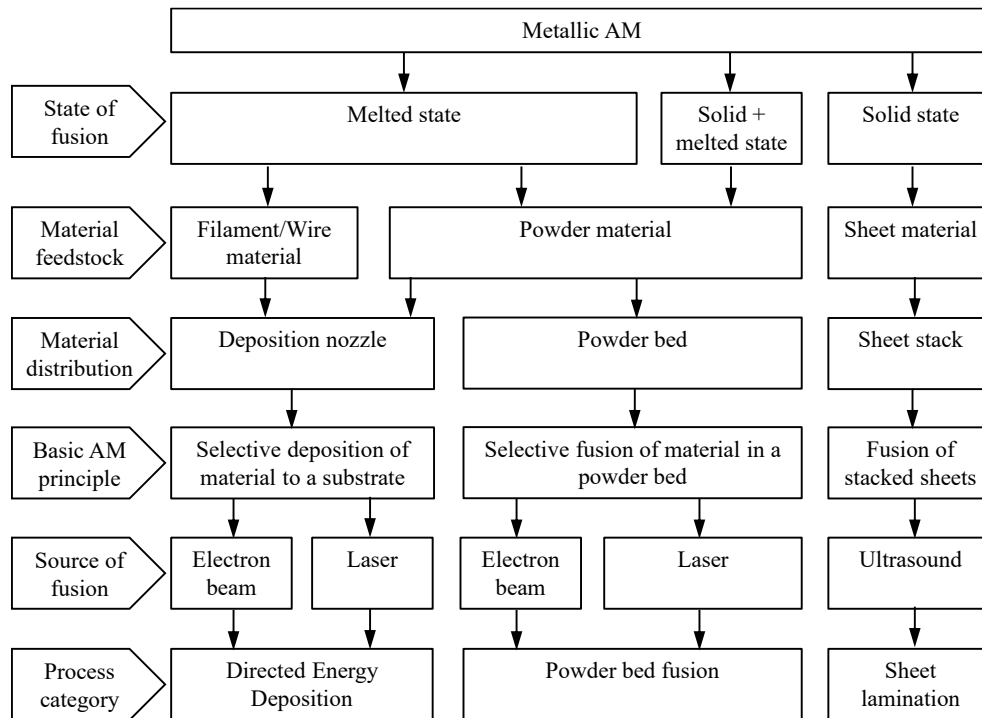 Metallic AM
State of
fusion
Melted state
Solid +
melted state
Solid state
Material
feedstock
Filament/Wire
material
Powder material
Sheet material
Material
distribution
Deposition nozzle
Powder bed
Sheet stack
Basic AM
principle
Selective deposition of
material to a substrate
Selective fusion of material in a
powder bed
Fusion of
stacked sheets
Source of
fusion
Electron
beam
Laser
Electron
beam
Laser
Ultrasound
Process
category
Directed Energy
Deposition
Powder bed fusion
Sheet
lamination